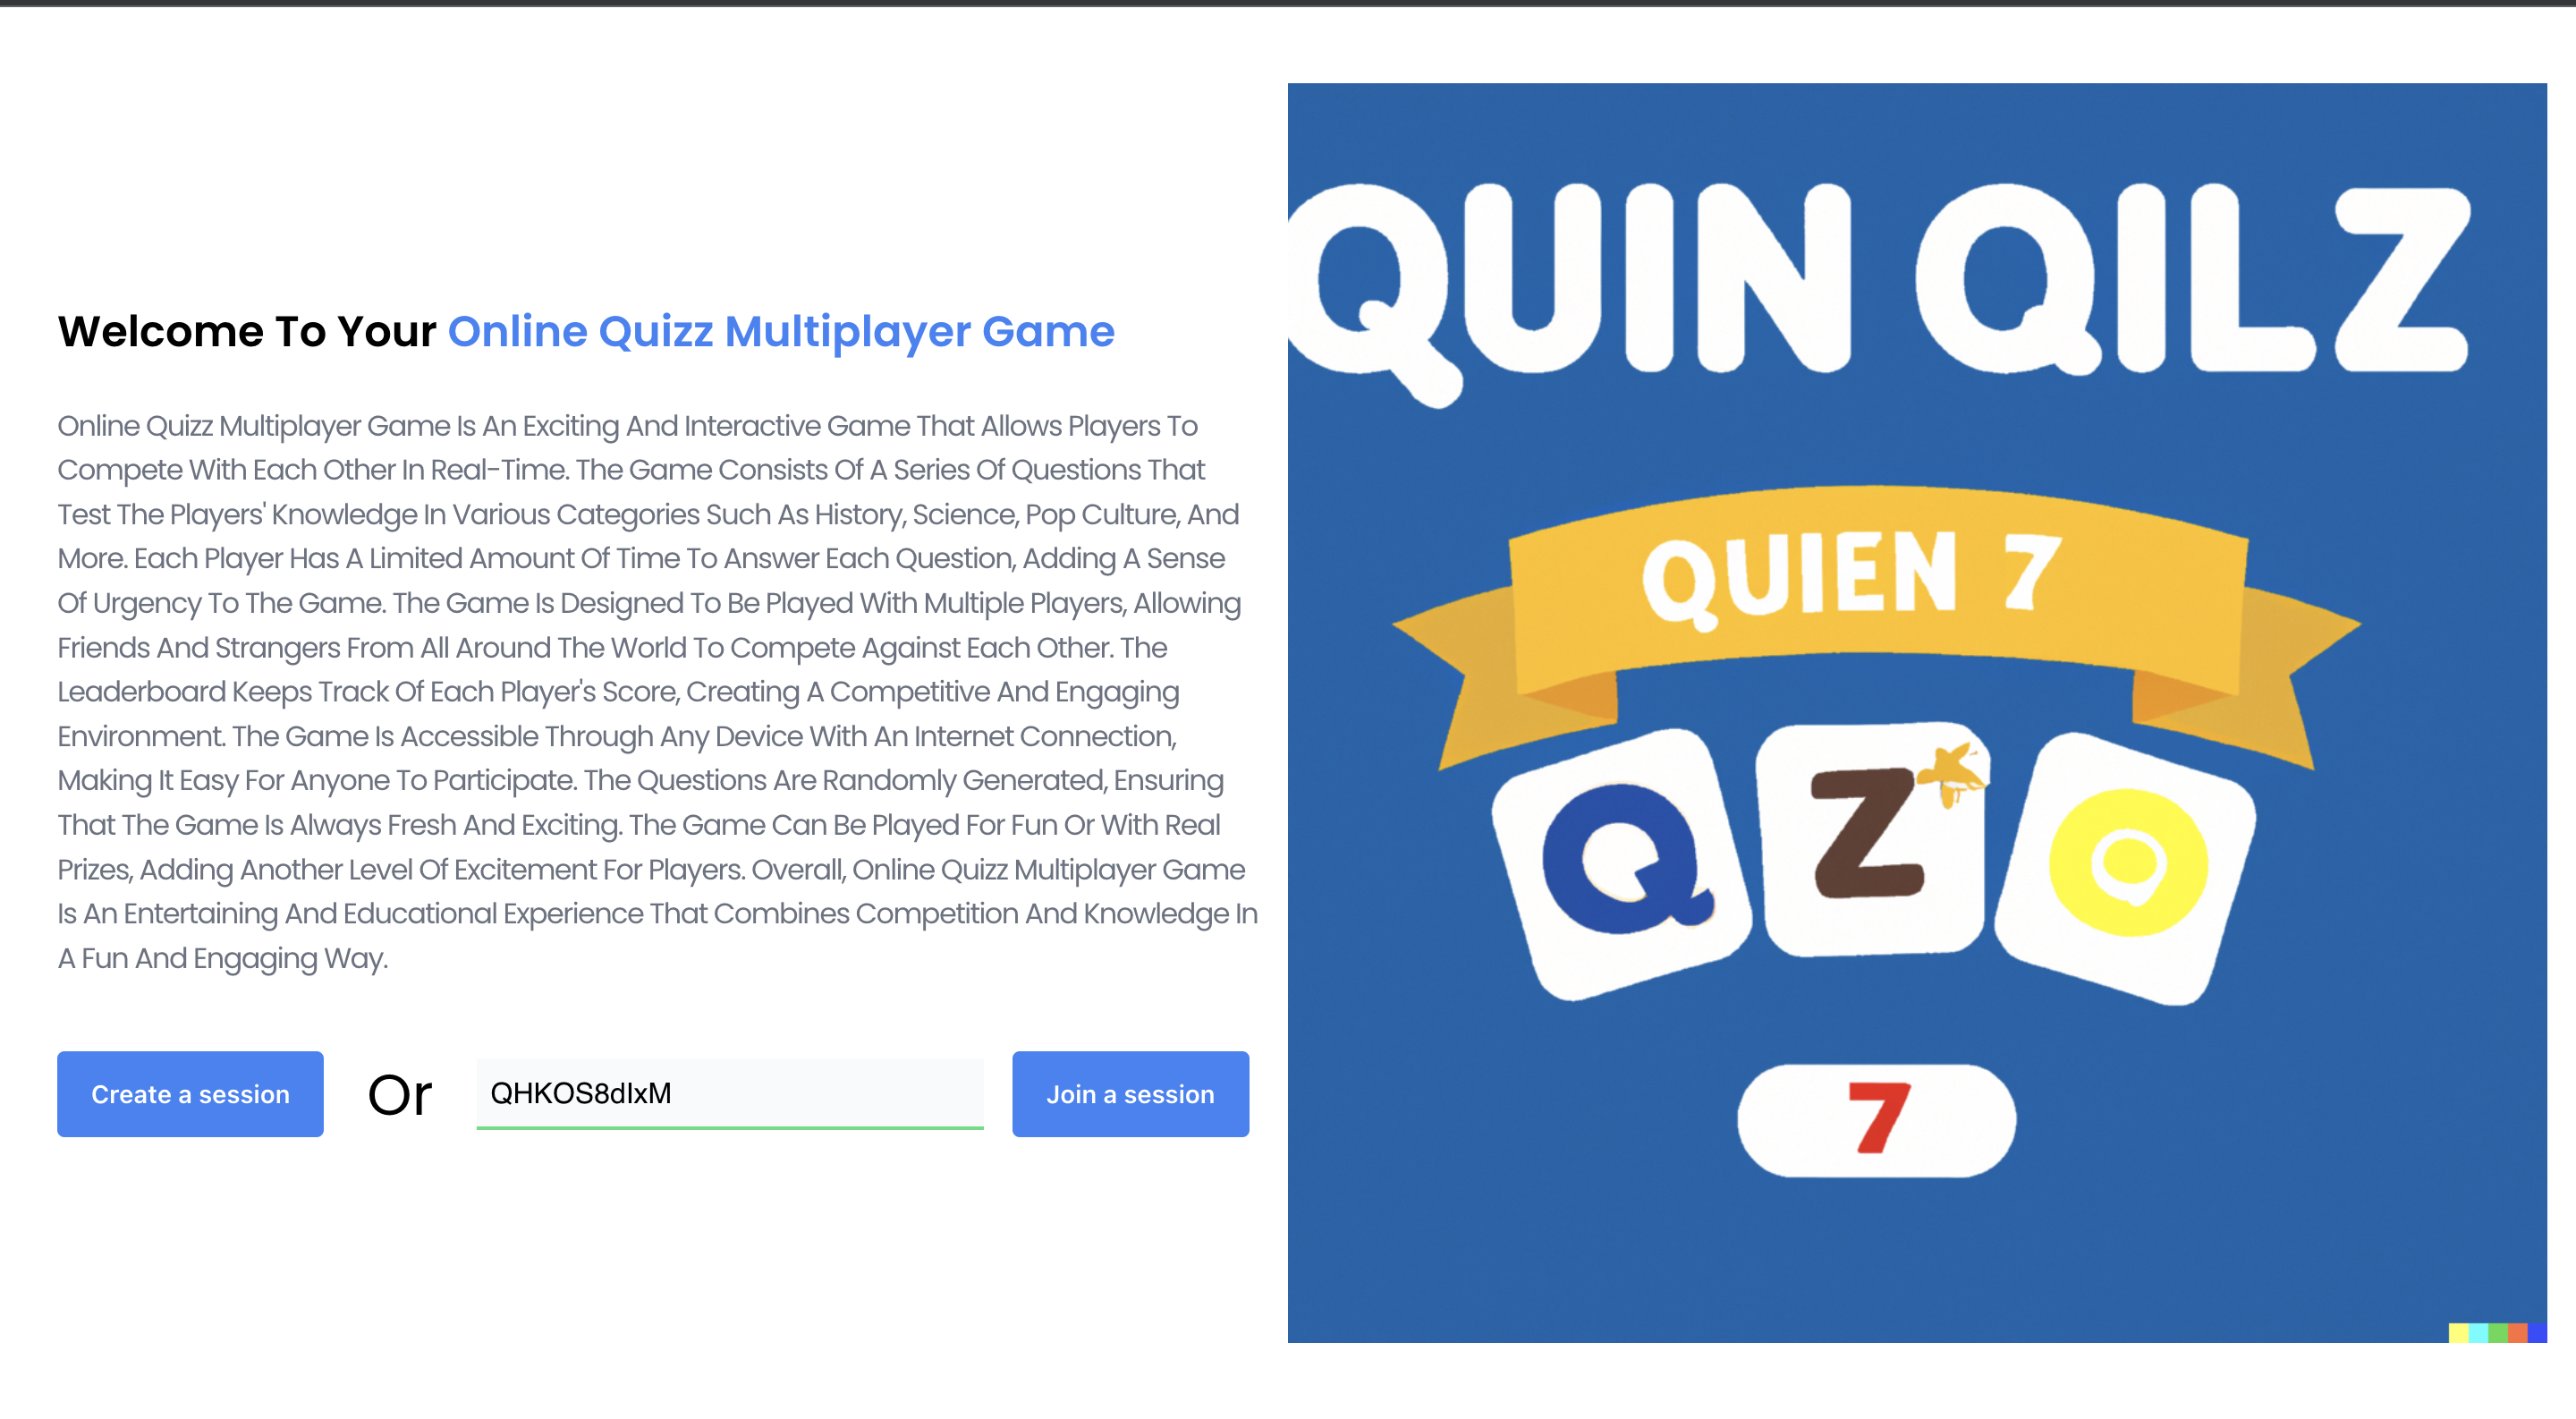 Welcome To Your Online Quizz Multiplayer Game
Online Quizz Multiplayer Game Is An Exciting And Interactive Game That Allows Players To
Compete With Each Other In Real-Time. The Game Consists Of A Series Of Questions That
Test The Players' Knowledge In Various Categories Such As History, Science, Pop Culture, And
More. Each Player Has A Limited Amount Of Time To Answer Each Question, Adding A Sense
Of Urgency To The Game. The Game Is Designed To Be Played With Multiple Players, Allowing
Friends And Strangers From All Around The World To Compete Against Each Other. The
Leaderboard Keeps Track Of Each Player's Score, Creating A Competitive And Engaging
Environment. The Game Is Accessible Through Any Device With An Internet Connection,
Making It Easy For Anyone To Participate. The Questions Are Randomly Generated, Ensuring
That The Game Is Always Fresh And Exciting. The Game Can Be Played For Fun Or With Real
Prizes, Adding Another Level Of Excitement For Players. Overall, Online Quizz Multiplayer Game
Is An Entertaining And Educational Experience That Combines Competition And Knowledge In
A Fun And Engaging Way.
Create a session Or QHKOS8dIxM Join a session
QUIN QILZ
QUIEN 7
Q Z Q
7